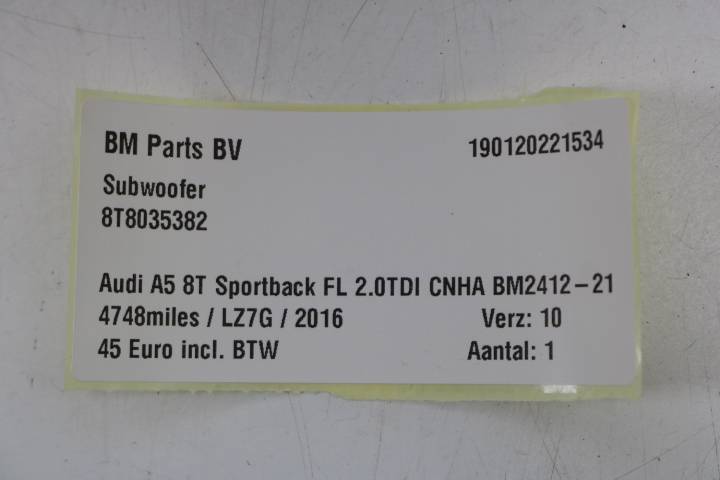 BM Parts BV 190120221534
Subwoofer
8T8035382
Audi A5 8T Sportback FL 2.0TDI CNHA BM2412-21
4748miles / LZ7G / 2016 Verz: 10
45 Euro incl. BTW Aantal: 1